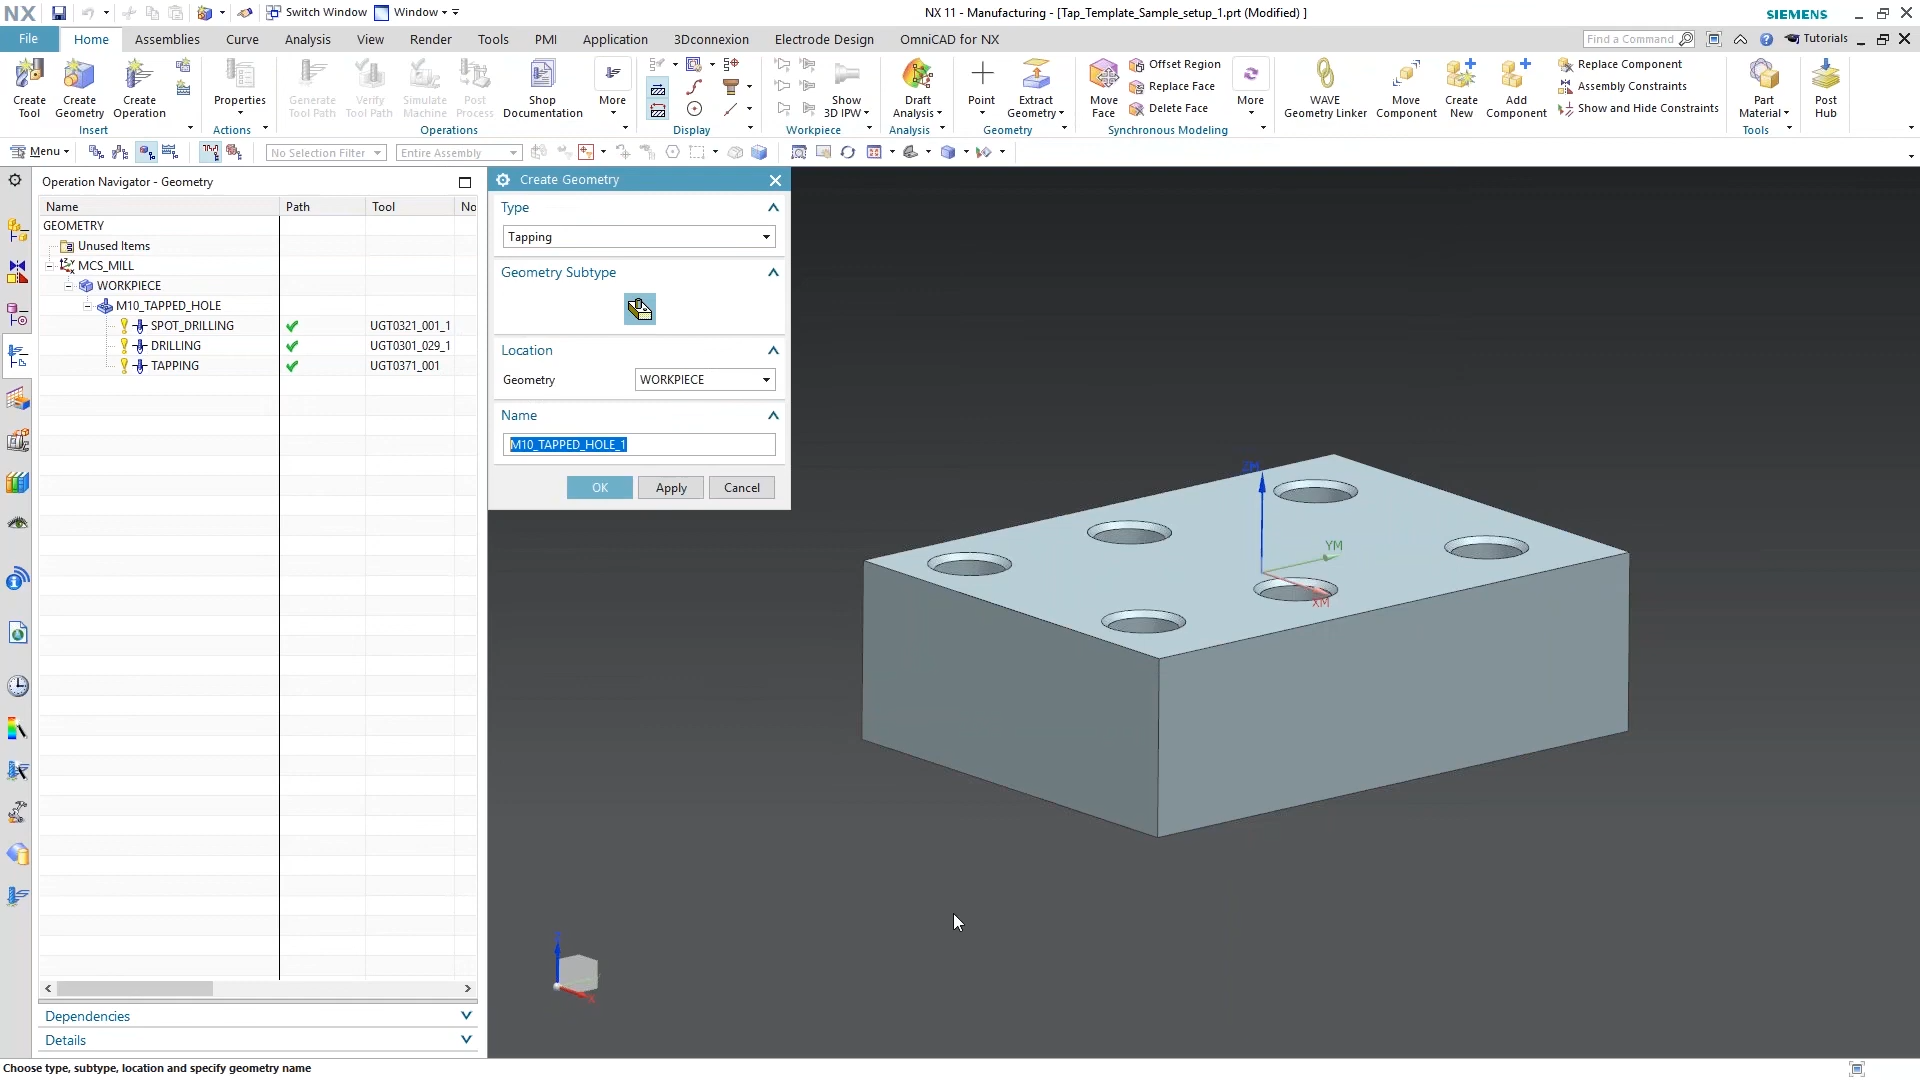 NX Switch Window Window NX 11 - Manufacturing - [Tap_Template_Sample_setup_1.prt (Modified) ] SIEMENS
File Home Assemblies Curve Analysis View Render Tools PMI Application 3Dconnexion Electrode Design OmniCAD for NX Find a Command Tutorials
Create Tool
Create Geometry
Create Operation
Insert
Properties
Actions
Generate Tool Path
Verify Tool Path
Simulate Machine
Post Process
Shop Documentation
More
Operations
Display
Show 3D IPW
Workpiece
Draft Analysis
Analysis
Point
Extract Geometry
Geometry
Move Face
Offset Region
Replace Face
Delete Face
More
Synchronous Modeling
WAVE Geometry Linker
Move Component
Create New
Add Component
Replace Component
Assembly Constraints
Show and Hide Constraints
Part Material
Tools
Post Hub
Menu No Selection Filter Entire Assembly
Operation Navigator - Geometry
Name Path Tool No
GEOMETRY
Unused Items
MCS_MILL
WORKPIECE
M10_TAPPED_HOLE
SPOT_DRILLING UGT0321_001_1
DRILLING UGT0301_029_1
TAPPING UGT0371_001
Dependencies
Details
Create Geometry
Type
Tapping
Geometry Subtype
Location
Geometry WORKPIECE
Name
M10_TAPPED_HOLE_1
OK Apply Cancel
ZM
YM
XM
X
Choose type, subtype, location and specify geometry name